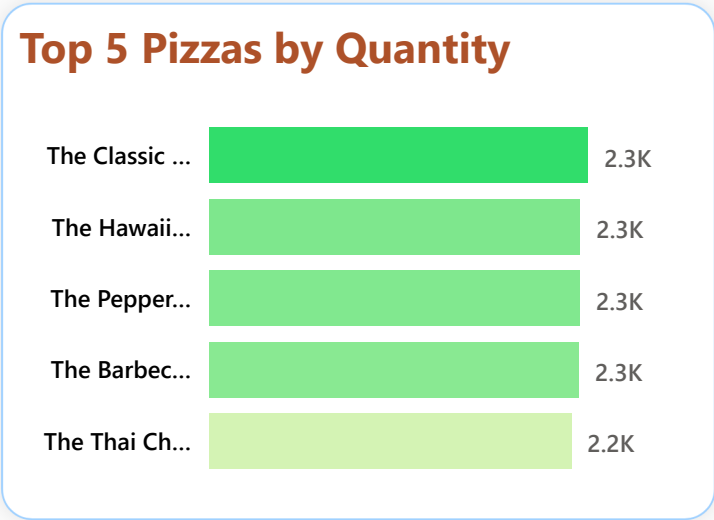 Top 5 Pizzas by Quantity
The Classic ... 2.3K
The Hawaii... 2.3K
The Pepper... 2.3K
The Barbec... 2.3K
The Thai Ch... 2.2K